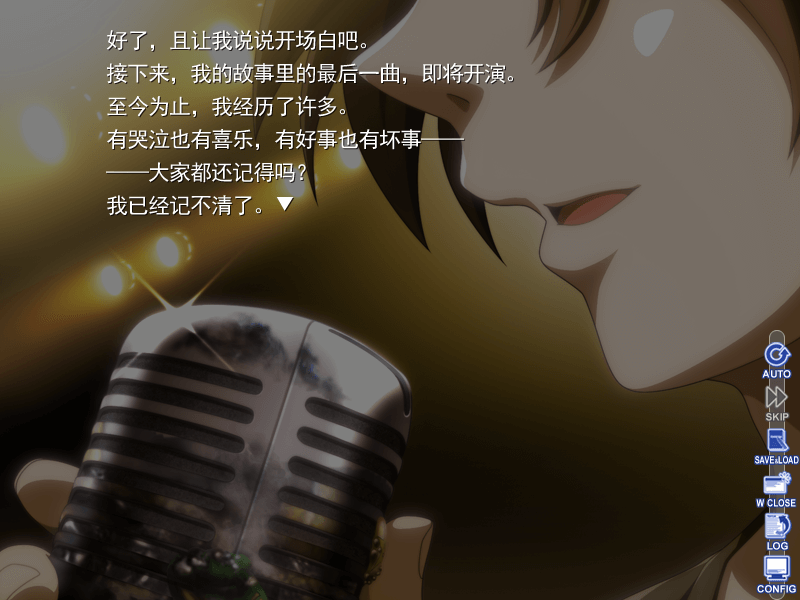 好了，且让我说说开场白吧。
接下来，我的故事里的最后一曲，即将开演。
至今为止，我经历了许多。
有哭泣也有喜乐，有好事也有坏事——
——大家都还记得吗？
我已经记不清了。▼
AUTO
SKIP
SAVE&LOAD
W CLOSE
LOG
CONFIG